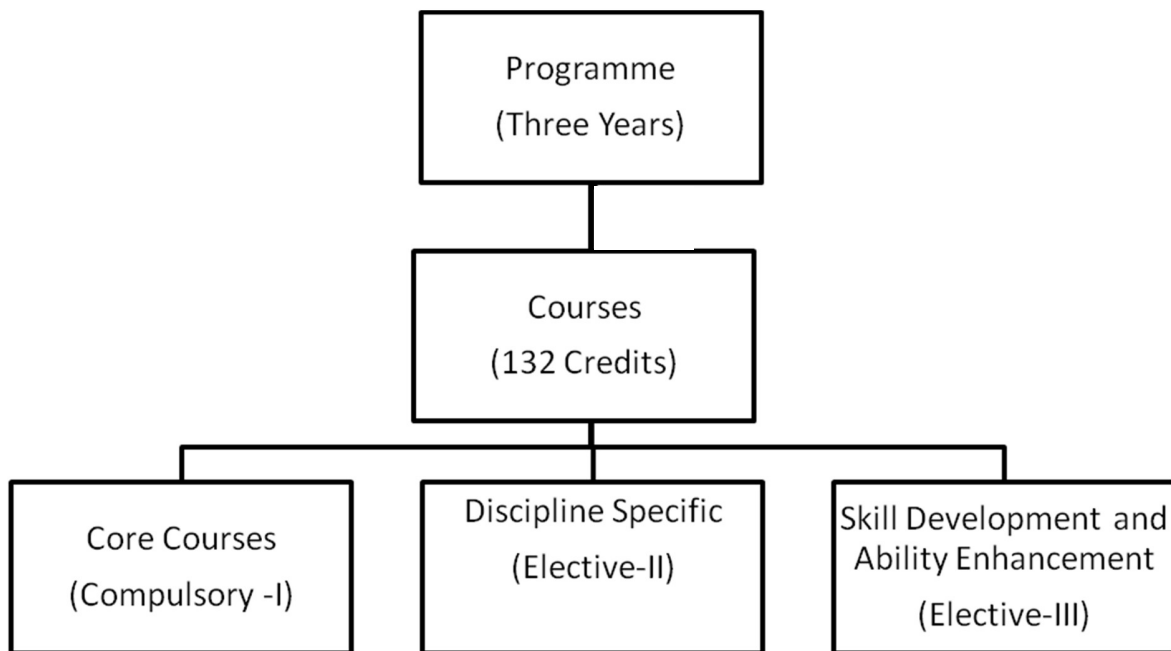 Programme
(Three Years)
Courses
(132 Credits)
Core Courses
(Compulsory -I)
Discipline Specific
(Elective-II)
Skill Development and
Ability Enhancement
(Elective-III)